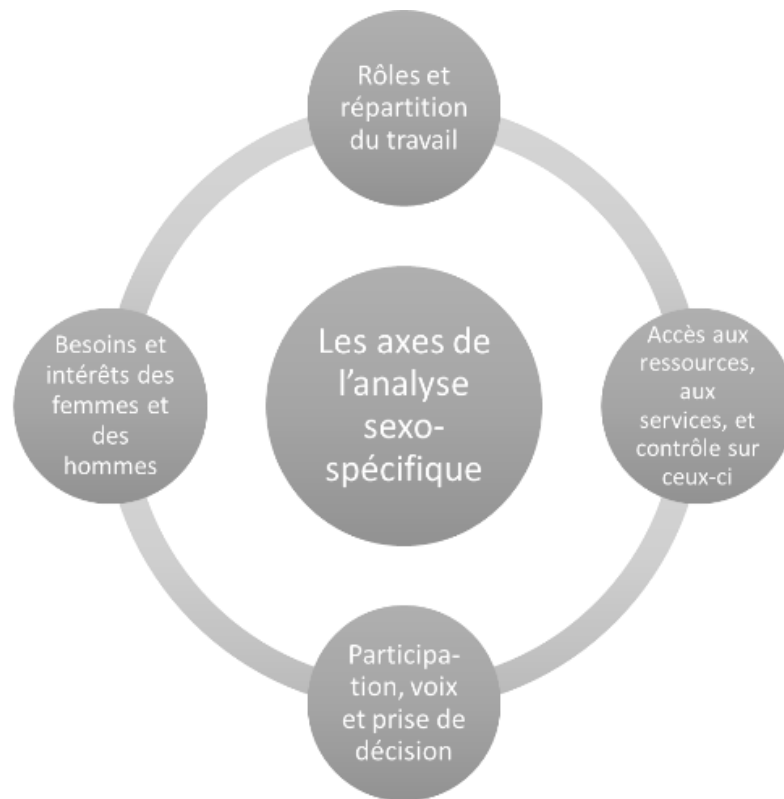 Rôles et
répartition
du travail
Besoins et
intérêts des
femmes et
des
hommes
Les axes de
l’analyse
sexo-
spécifique
Accès aux
ressources,
aux
services, et
contrôle sur
ceux-ci
Participa-
tion, voix
et prise de
décision